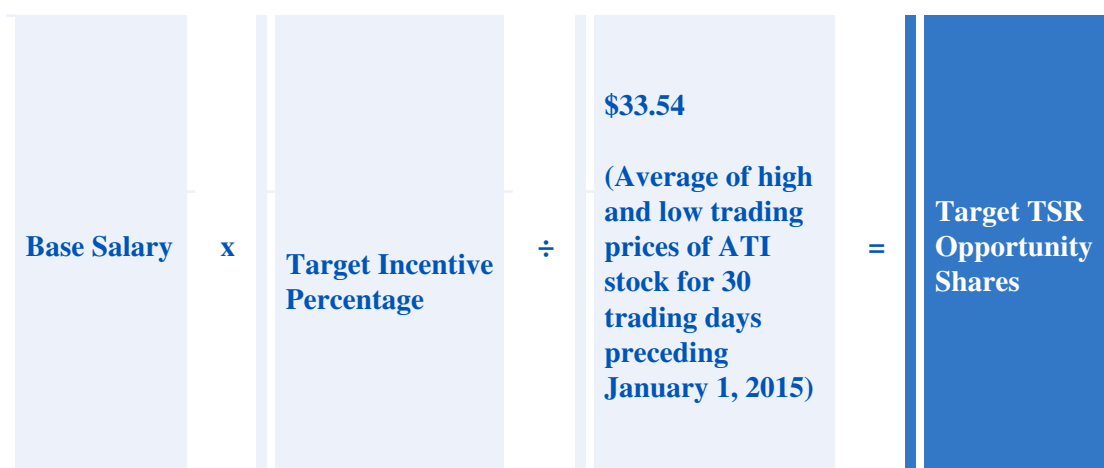 Base Salary
x
Target Incentive
Percentage
÷
$33.54
(Average of high
and low trading
prices of ATI
stock for 30
trading days
preceding
January 1, 2015)
=
Target TSR
Opportunity
Shares